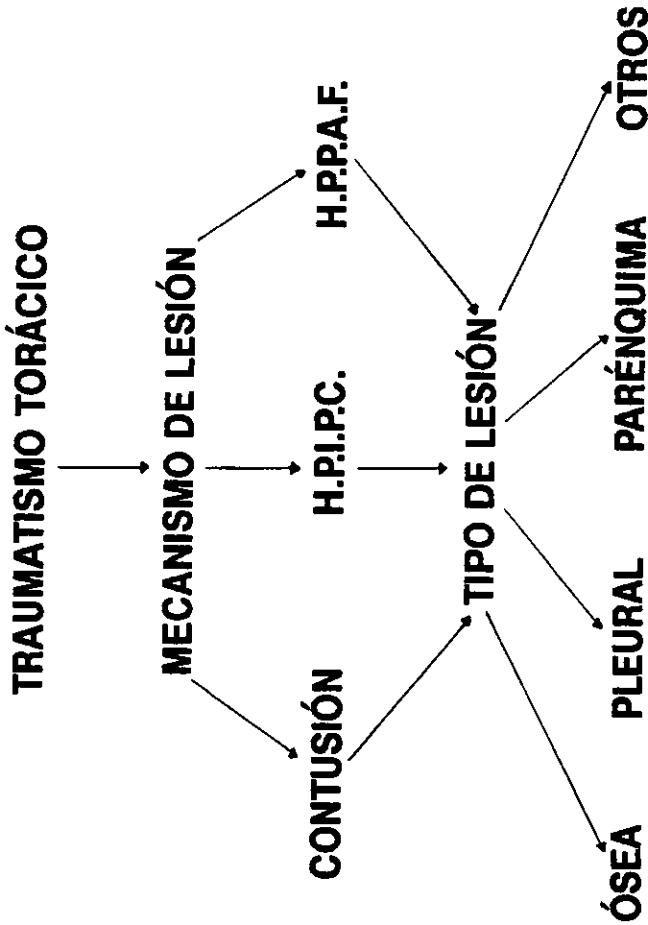 TRAUMATISMO TORÁCICO
MECANISMO DE LESIÓN
CONTUSIÓN H.P.I.P.C. H.P.P.A.F.
TIPO DE LESIÓN
ÓSEA PLEURAL PARÉNQUIMA OTROS